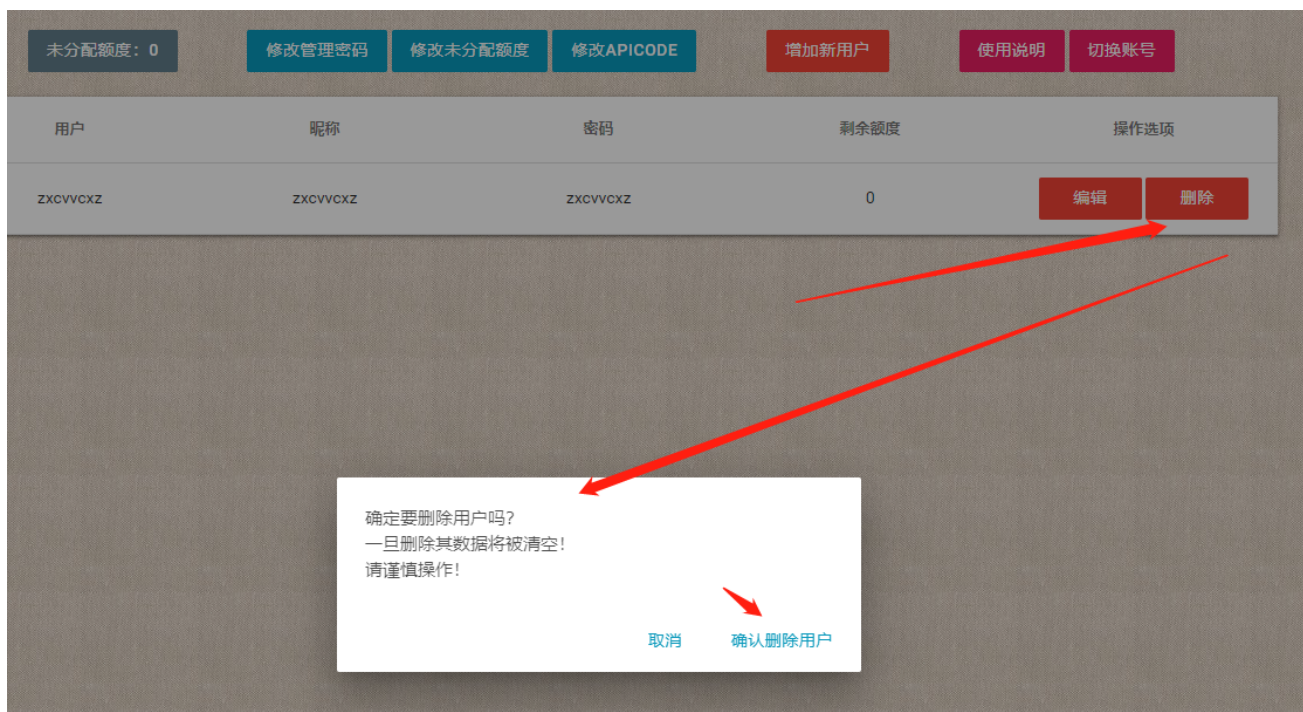 未分配额度：0 修改管理密码 修改未分配额度 修改APICODE 增加新用户 使用说明 切换账号
用户 昵称 密码 剩余额度 操作选项
zxcvvcxz zxcvvcxz zxcvvcxz 0 编辑 删除
确定要删除用户吗？
一旦删除其数据将被清空！
请谨慎操作！
取消 确认删除用户